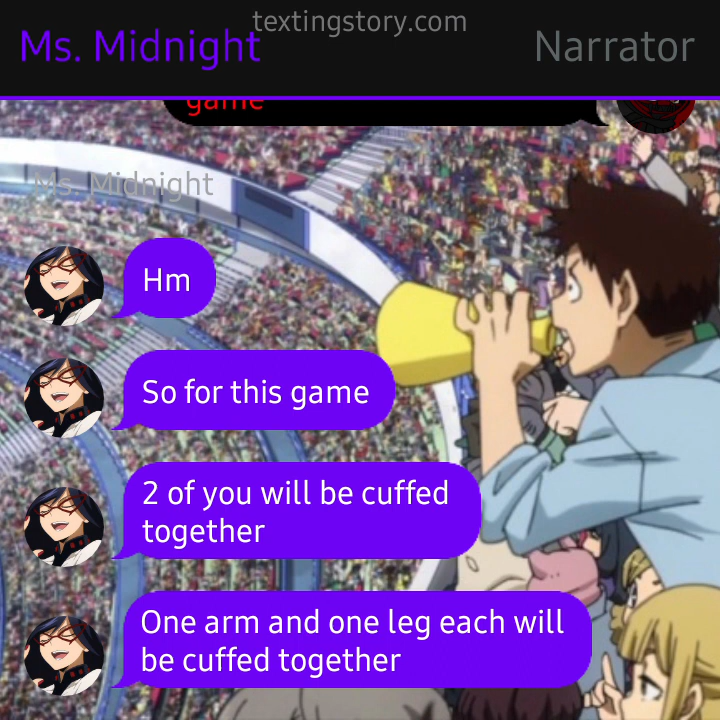 textingstory.com
Ms. Midnight
Narrator
game
Ms. Midnight
Hm
So for this game
2 of you will be cuffed
together
One arm and one leg each will
be cuffed together